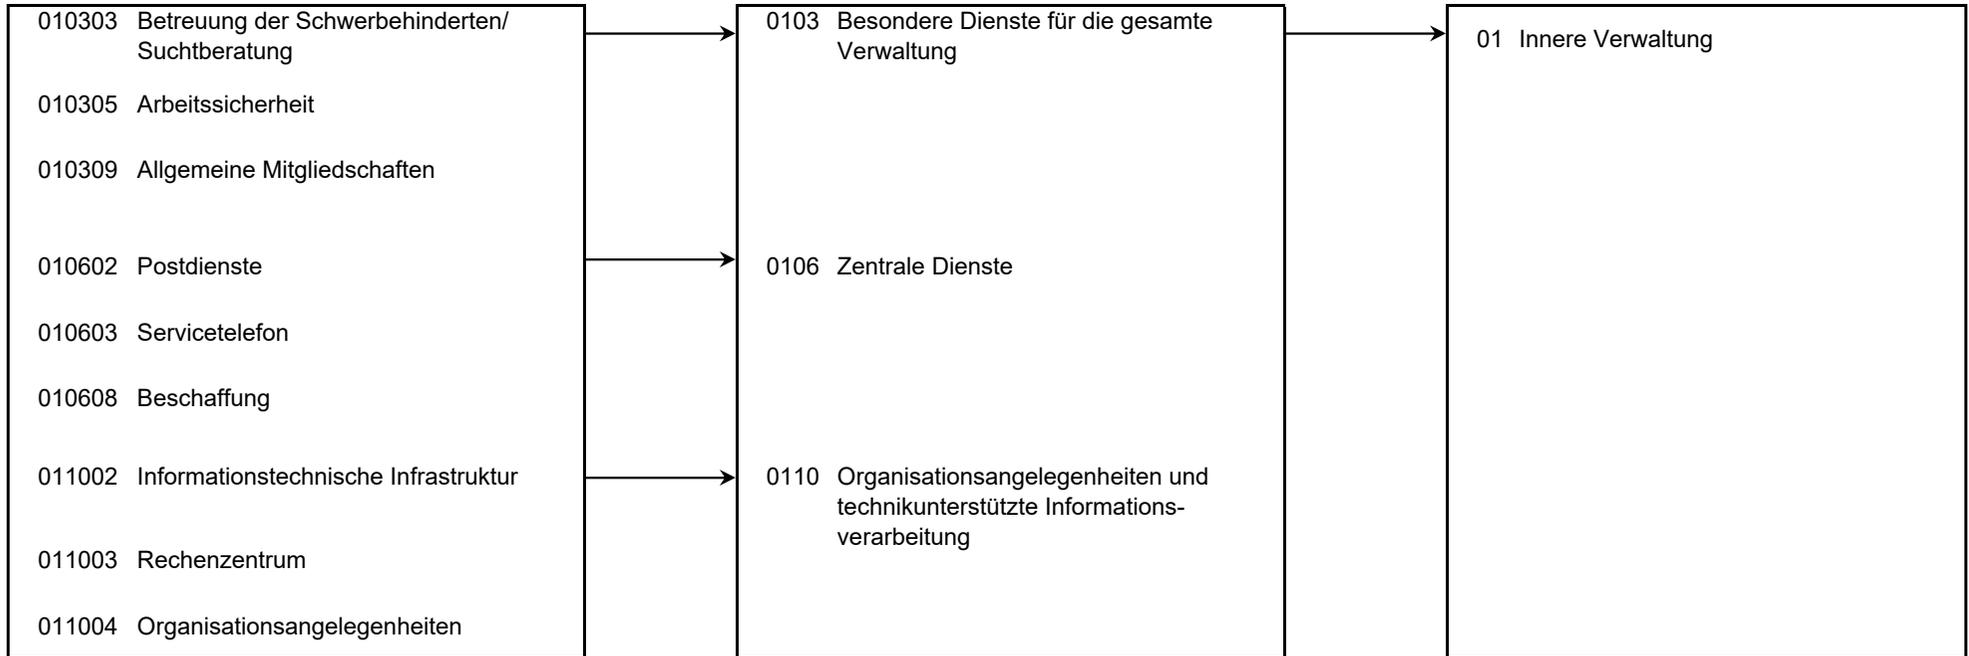 010303 Betreuung der Schwerbehinderten/
Suchtberatung
010305 Arbeitssicherheit
010309 Allgemeine Mitgliedschaften
010602 Postdienste
010603 Servicetelefon
010608 Beschaffung
011002 Informationstechnische Infrastruktur
011003 Rechenzentrum
011004 Organisationsangelegenheiten
0103 Besondere Dienste für die gesamte
Verwaltung
0106 Zentrale Dienste
0110 Organisationsangelegenheiten und
technikunterstützte Informations-
verarbeitung
01 Innere Verwaltung